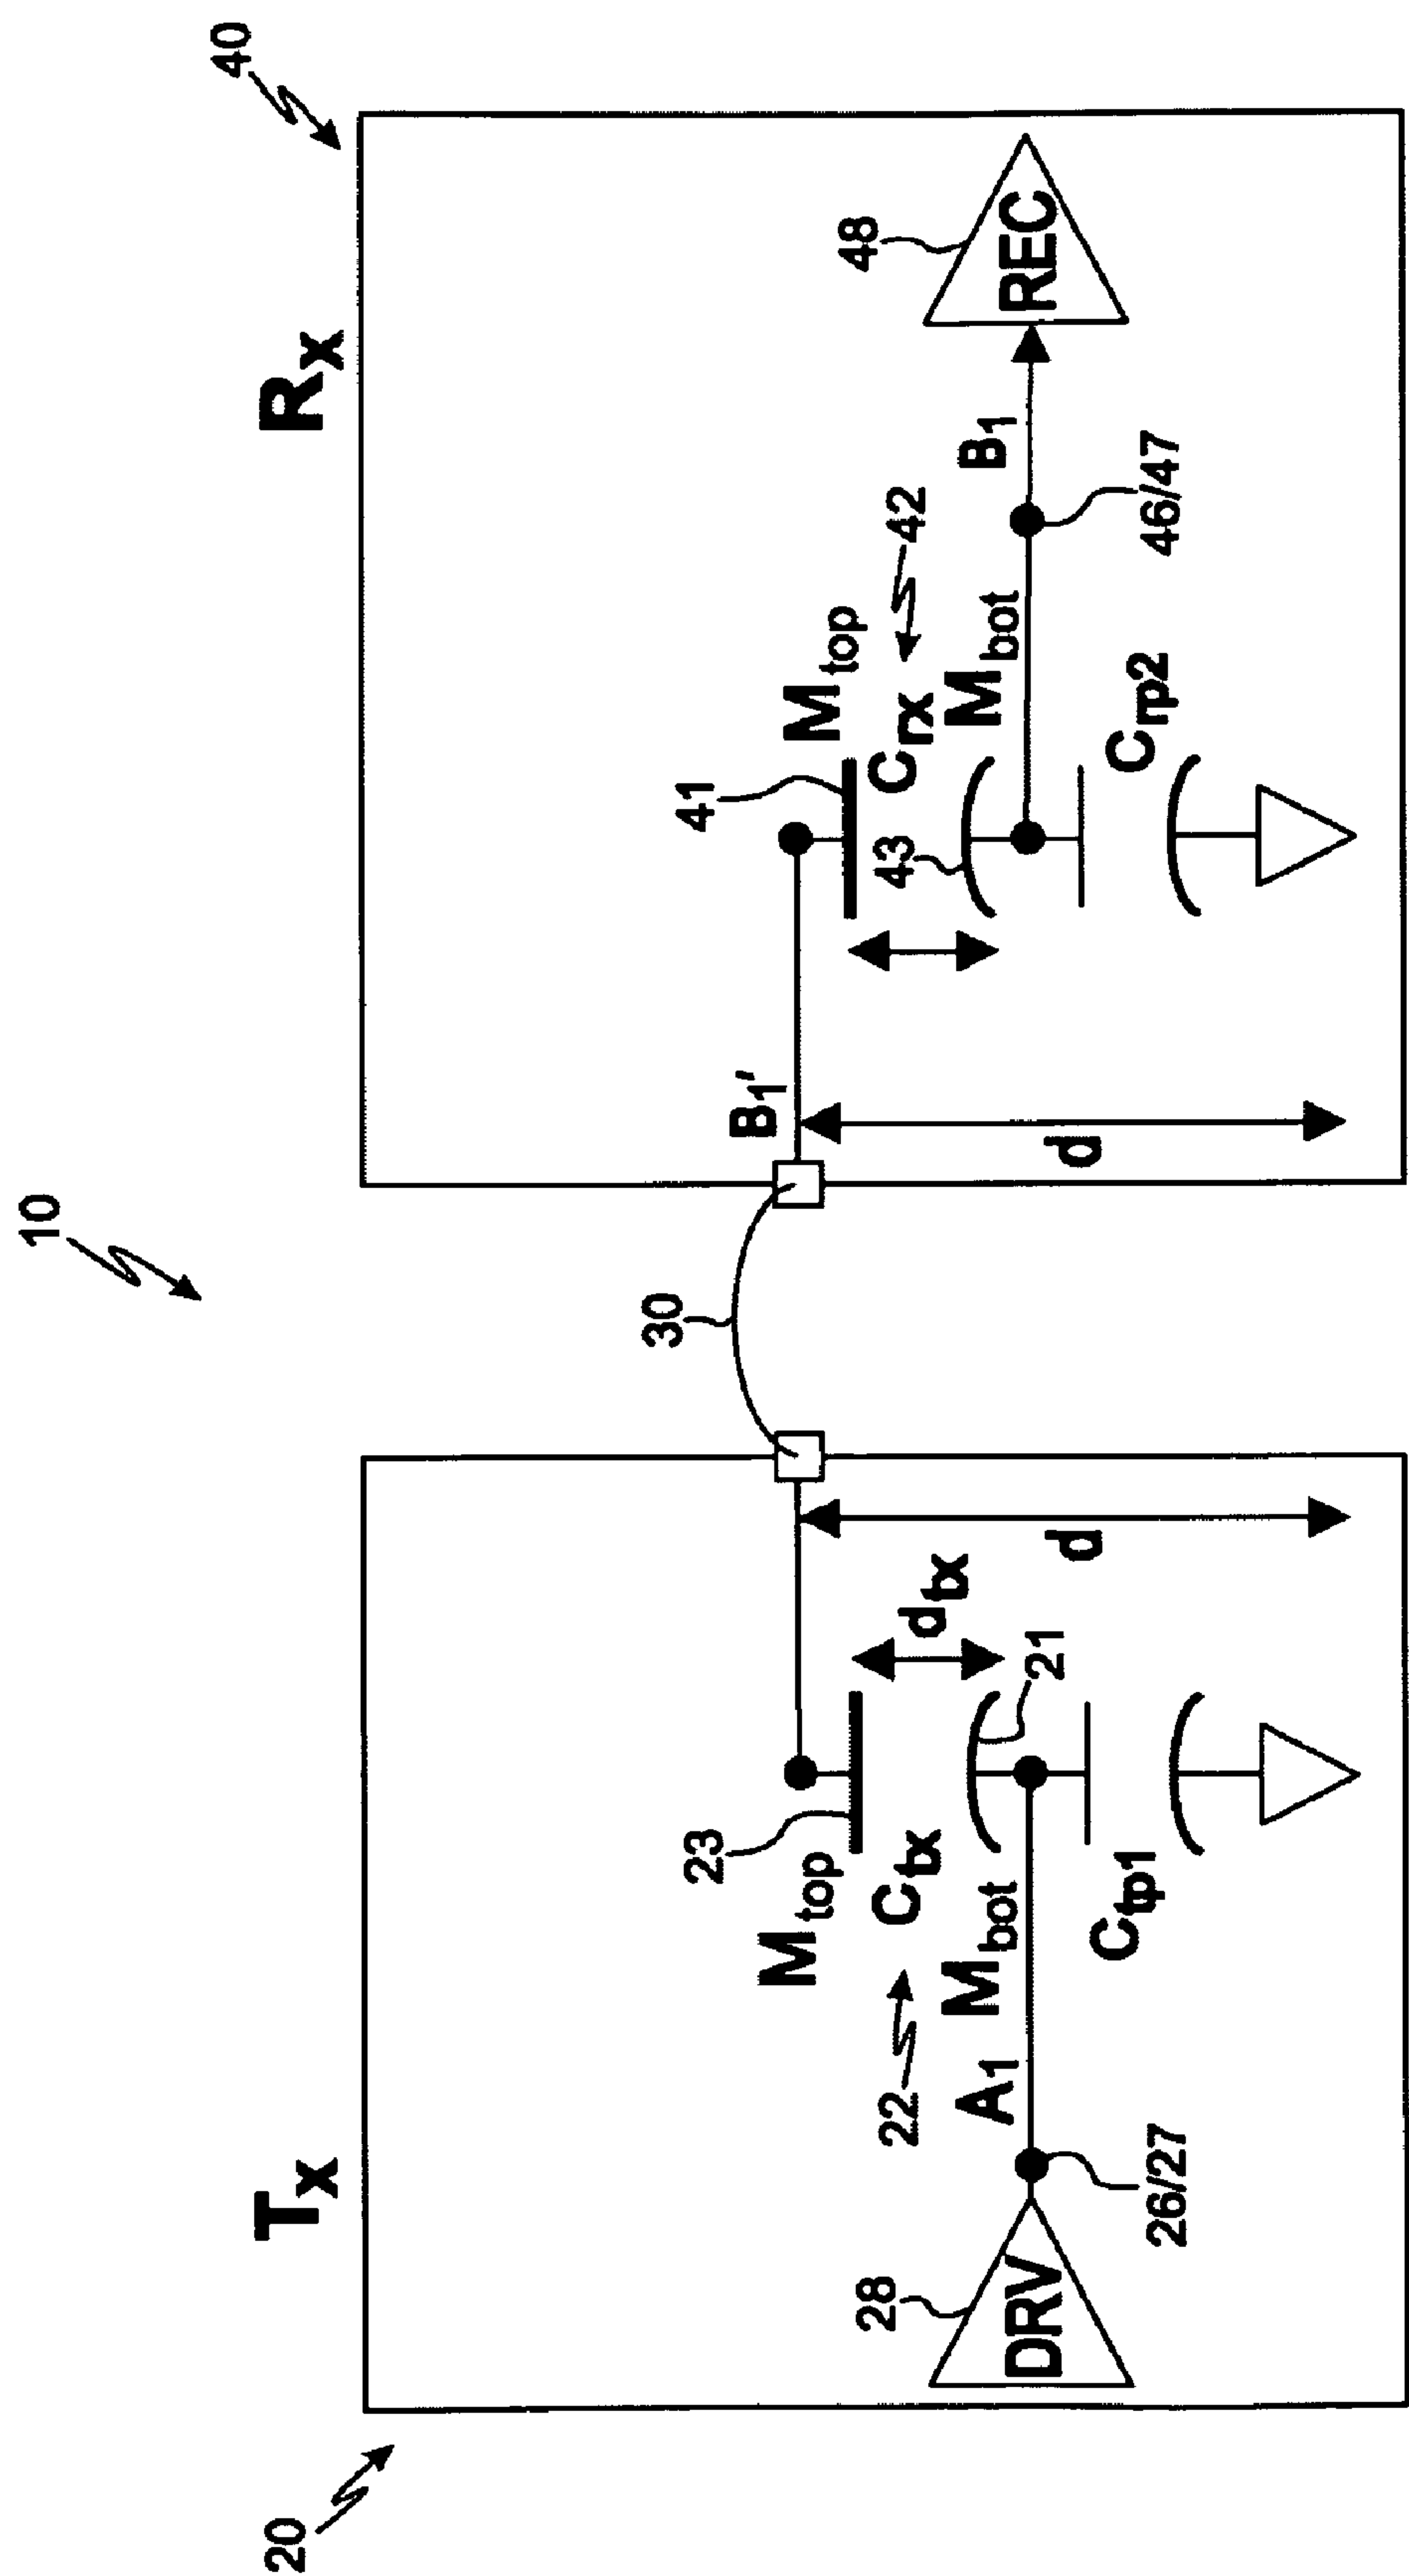 10
20
Tx
Rx
40
30
Mtop
23
22
Ctx
dtx
Mbot
21
A1
28
DRV
26/27
Ctp1
d
B1'
d
41
Mtop
Crx
42
43
Mbot
B1
48
REC
46/47
Crp2